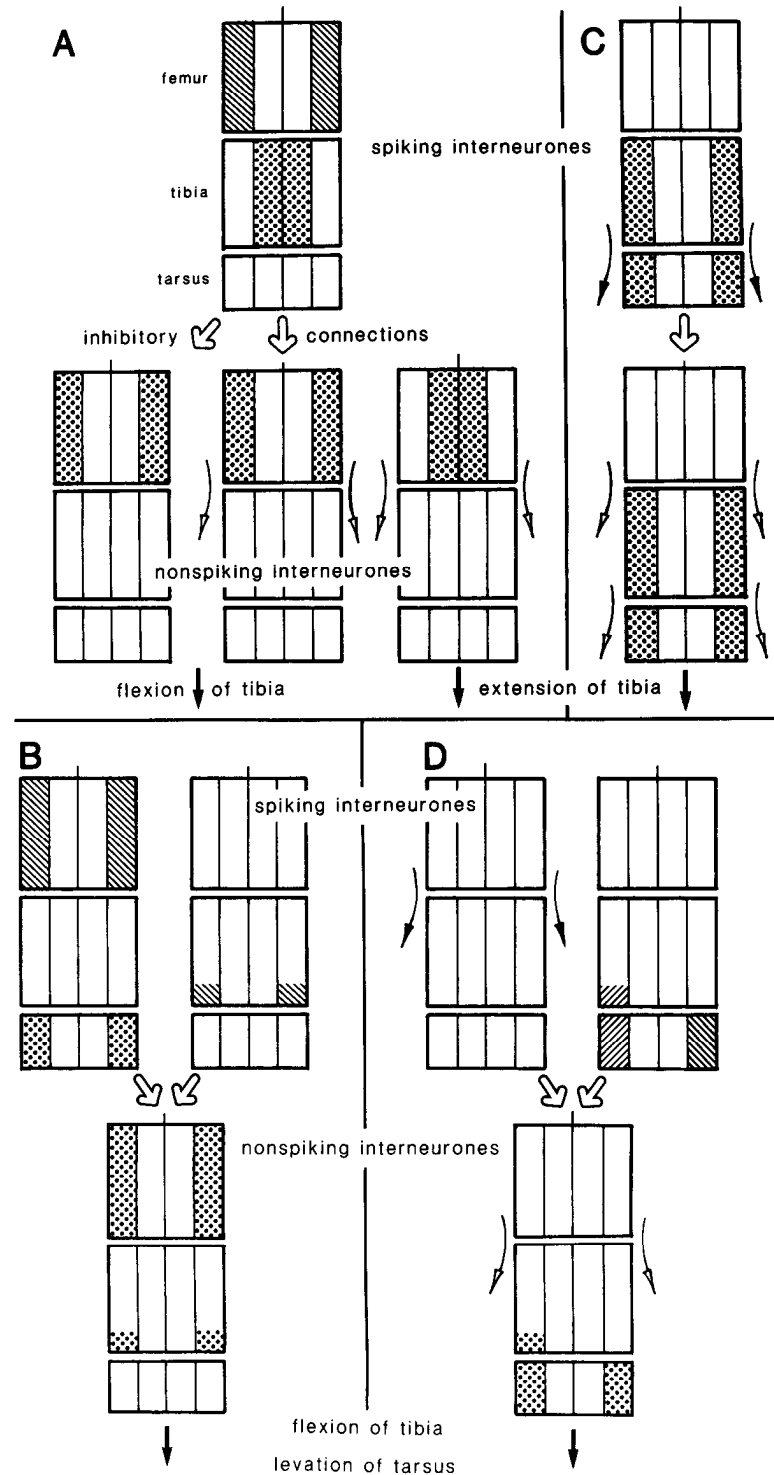 A
C
femur
spiking interneurones
tibia
tarsus
inhibitory
connections
nonspiking interneurones
flexion of tibia
extension of tibia
B
D
spiking interneurones
nonspiking interneurones
flexion of tibia
levation of tarsus